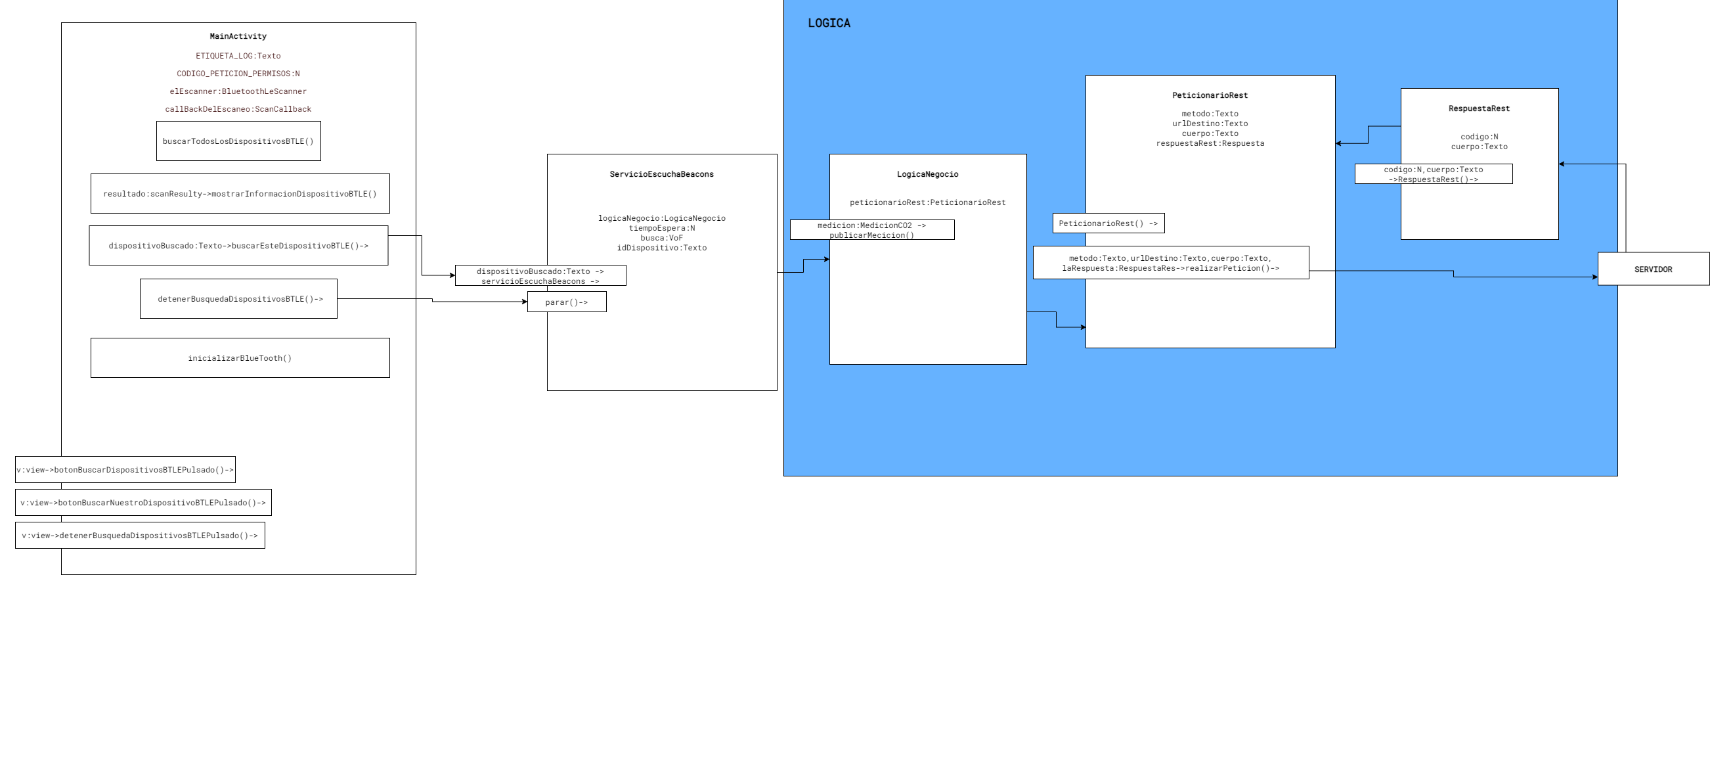 MainActivity
ETIQUETA_LOG:Texto
CODIGO_PETICION_PERMISOS:N
elEscanner:BluetoothLeScanner
callBackDelEscaneo:ScanCallback
buscarTodosLosDispositivosBTLE()
resultado:scanResulty->mostrarInformacionDispositivoBTLE()
dispositivoBuscado:Texto->buscarEsteDispositivoBTLE()->
detenerBusquedaDispositivosBTLE()->
inicializarBlueTooth()
v:view->botonBuscarDispositivosBTLEPulsado()->
v:view->botonBuscarNuestroDispositivoBTLEPulsado()->
v:view->detenerBusquedaDispositivosBTLEPulsado()->
ServicioEscuchaBeacons
logicaNegocio:LogicaNegocio
tiempoEspera:N
busca:VoF
idDispositivo:Texto
dispositivoBuscado:Texto ->
servicioEscuchaBeacons ->
parar()->
LOGICA
LogicaNegocio
peticionarioRest:PeticionarioRest
medicion:MedicionCO2 ->
publicarMecicion()
PeticionarioRest
metodo:Texto
urlDestino:Texto
cuerpo:Texto
respuestaRest:Respuesta
PeticionarioRest() ->
metodo:Texto,urlDestino:Texto,cuerpo:Texto,
laRespuesta:RespuestaRes->realizarPeticion()->
RespuestaRest
codigo:N
cuerpo:Texto
codigo:N,cuerpo:Texto
->RespuestaRest()->
SERVIDOR